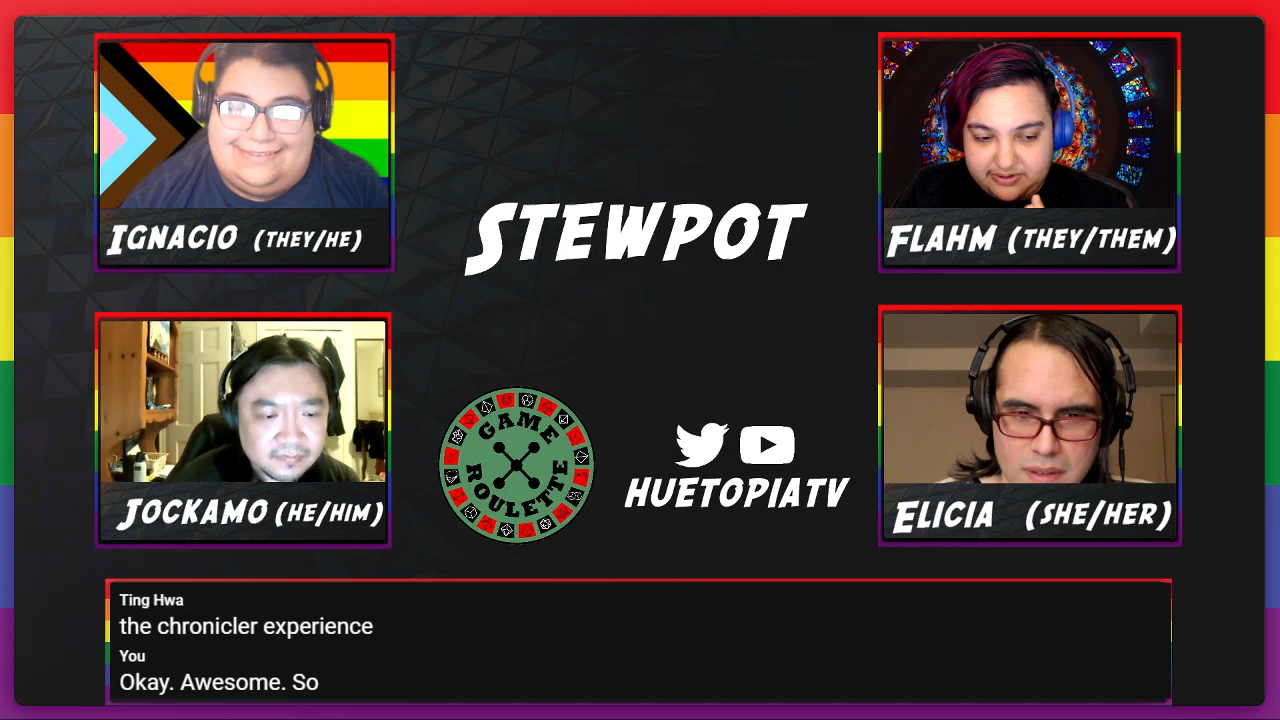 IGNACIO (THEY/HE)
FLAHM (THEY/THEM)
STEWPOT
JOCKAMO (HE/HIM)
GAME
ROULETTE
HUETOPIATV
ELICIA (SHE/HER)
Ting Hwa
the chronicler experience
You
Okay. Awesome. So